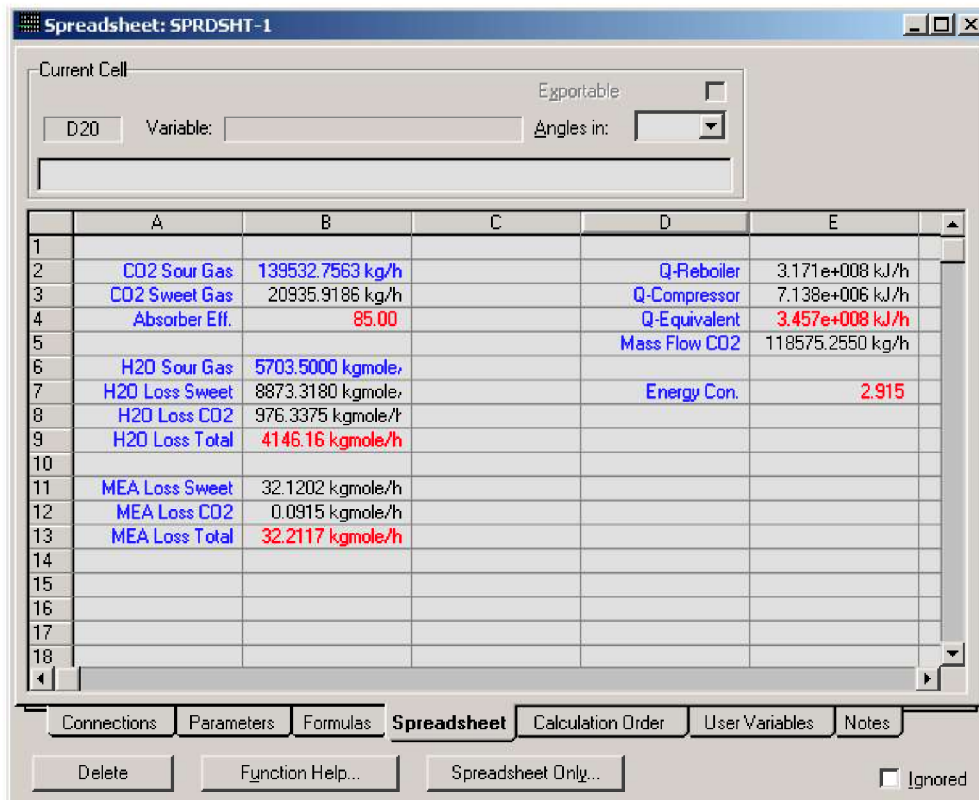 Spreadsheet: SPRDSHT-1
Current Cell
Exportable
D20 Variable: Angles in:
A B C D E
1
2 CO2 Sour Gas 139532.7563 kg/h Q-Reboiler 3.171e+008 kJ/h
3 CO2 Sweet Gas 20935.9186 kg/h Q-Compressor 7.138e+006 kJ/h
4 Absorber Eff. 85.00 Q-Equivalent 3.457e+008 kJ/h
5 Mass Flow CO2 118575.2550 kg/h
6 H2O Sour Gas 5703.5000 kgmole/
7 H2O Loss Sweet 8873.3180 kgmole/ Energy Con. 2.915
8 H2O Loss CO2 976.3375 kgmole/h
9 H2O Loss Total 4146.16 kgmole/h
10
11 MEA Loss Sweet 32.1202 kgmole/h
12 MEA Loss CO2 0.0915 kgmole/h
13 MEA Loss Total 32.2117 kgmole/h
14
15
16
17
18
Connections Parameters Formulas Spreadsheet Calculation Order User Variables Notes
Delete Function Help... Spreadsheet Only... Ignored